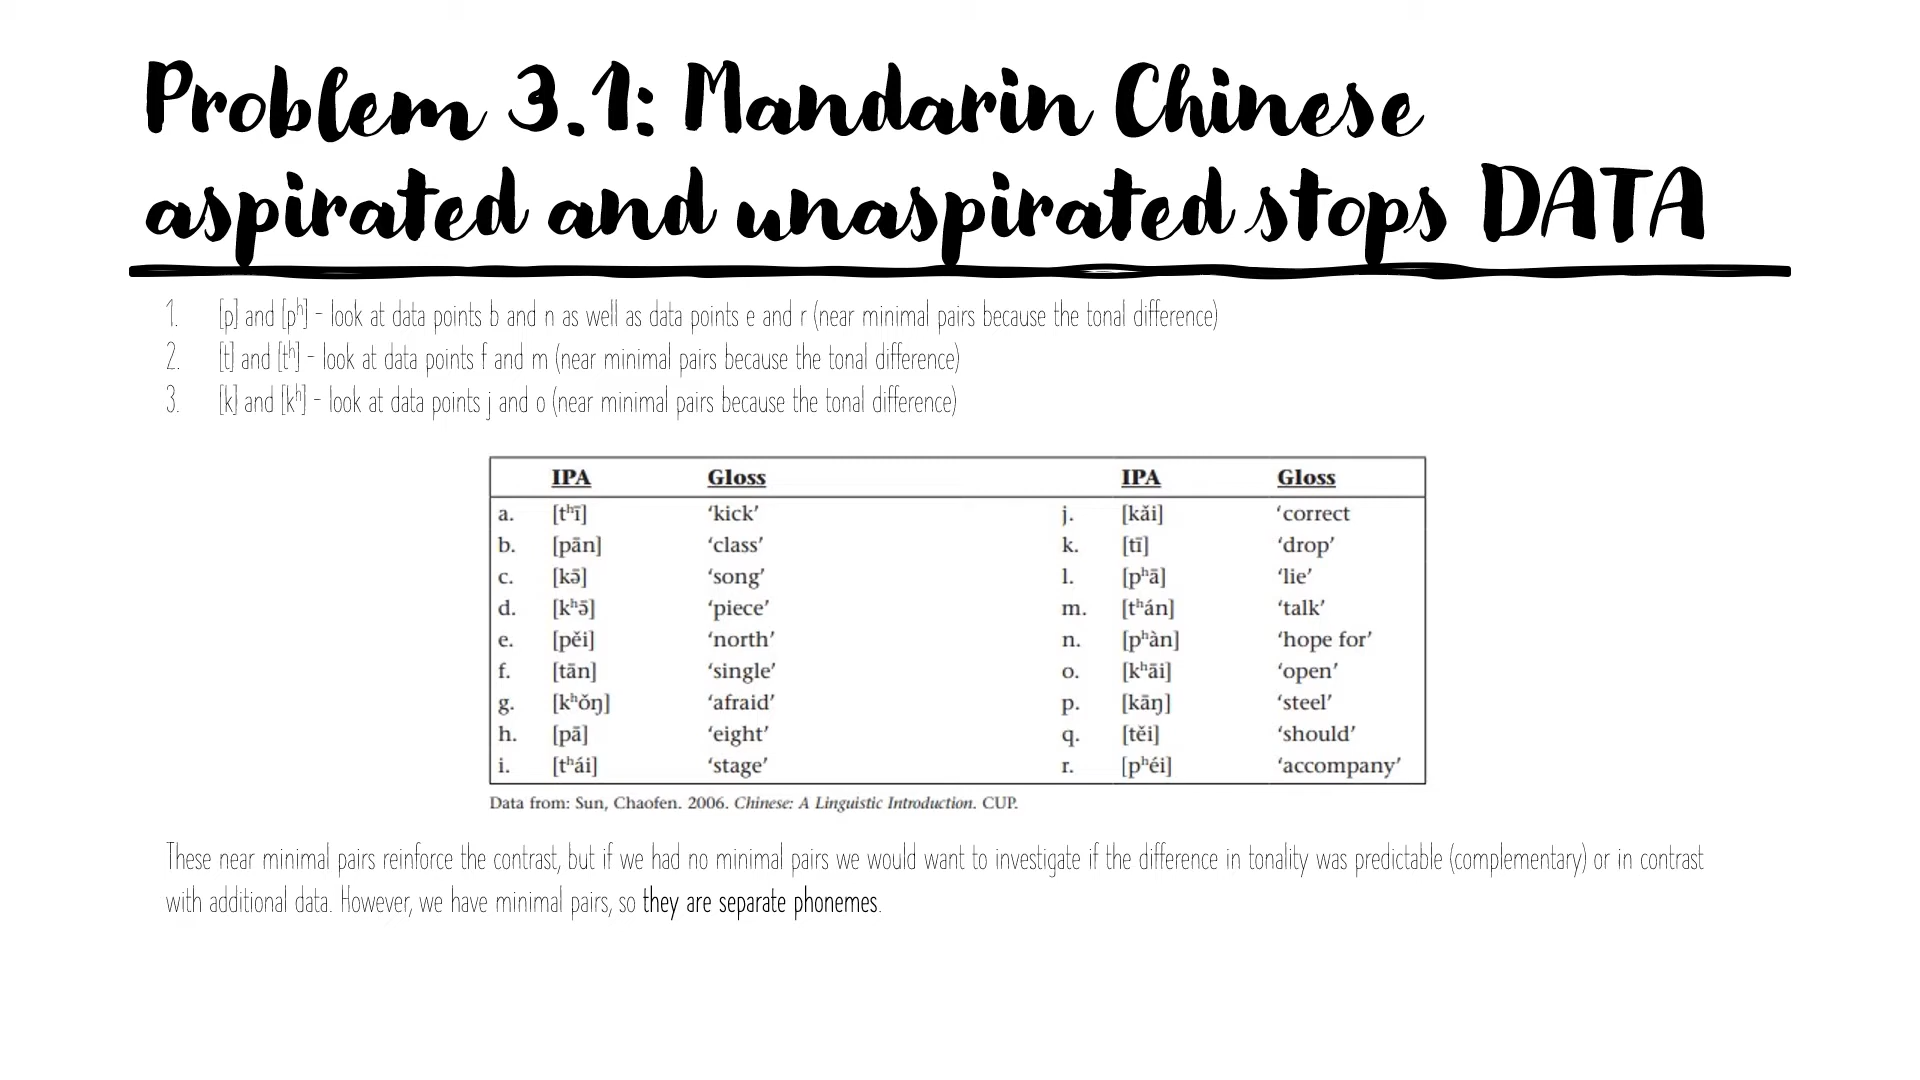 Problem 3.1: Mandarin Chinese
aspirated and unaspirated stops DATA
1. [p] and [pʰ] – look at data points b and n as well as data points e and r (near minimal pairs because the tonal difference)
2. [t] and [tʰ] – look at data points f and m (near minimal pairs because the tonal difference)
3. [k] and [kʰ] – look at data points j and o (near minimal pairs because the tonal difference)
IPA Gloss IPA Gloss
a. [tʰī] ‘kick’ j. [kǎi] ‘correct
b. [pān] ‘class’ k. [tī] ‘drop’
c. [kə̄] ‘song’ l. [pʰā] ‘lie’
d. [kʰə̄] ‘piece’ m. [tʰán] ‘talk’
e. [pěi] ‘north’ n. [pʰàn] ‘hope for’
f. [tān] ‘single’ o. [kʰāi] ‘open’
g. [kʰǒŋ] ‘afraid’ p. [kāŋ] ‘steel’
h. [pā] ‘eight’ q. [těi] ‘should’
i. [tʰái] ‘stage’ r. [pʰéi] ‘accompany’
Data from: Sun, Chaofen. 2006. Chinese: A Linguistic Introduction. CUP.
These near minimal pairs reinforce the contrast, but if we had no minimal pairs we would want to investigate if the difference in tonality was predictable (complementary) or in contrast
with additional data. However, we have minimal pairs, so they are separate phonemes.